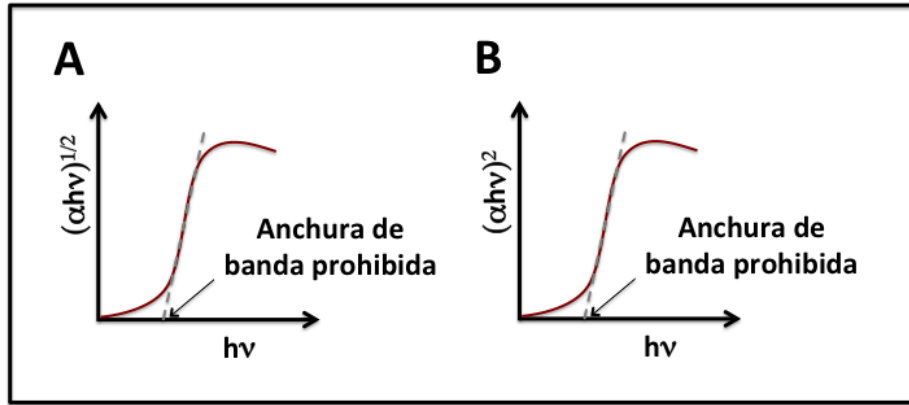 A
(αhν)1/2
Anchura de
banda prohibida
hν
B
(αhν)2
Anchura de
banda prohibida
hν